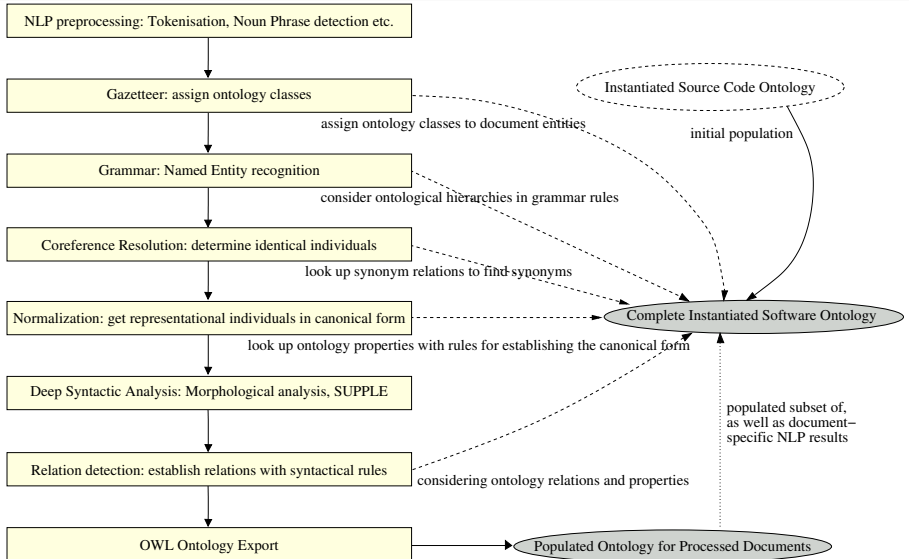 NLP preprocessing: Tokenisation, Noun Phrase detection etc.
Gazetteer: assign ontology classes
Instantiated Source Code Ontology
assign ontology classes to document entities
initial population
Grammar: Named Entity recognition
consider ontological hierarchies in grammar rules
Coreference Resolution: determine identical individuals
look up synonym relations to find synonyms
Normalization: get representational individuals in canonical form
Complete Instantiated Software Ontology
look up ontology properties with rules for establishing the canonical form
Deep Syntactic Analysis: Morphological analysis, SUPPLE
populated subset of,
as well as document−
specific NLP results
Relation detection: establish relations with syntactical rules
considering ontology relations and properties
OWL Ontology Export
Populated Ontology for Processed Documents